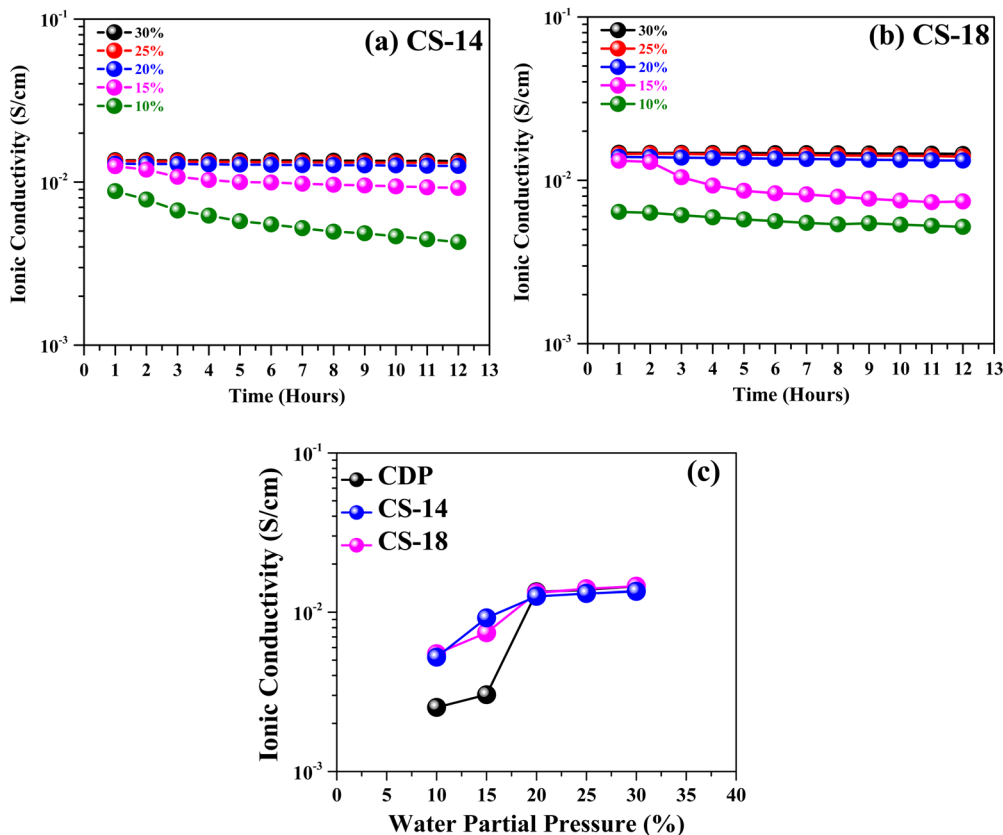 (a) CS-14
30%
25%
20%
15%
10%
10⁻¹
10⁻²
10⁻³
Ionic Conductivity (S/cm)
0 1 2 3 4 5 6 7 8 9 10 11 12 13
Time (Hours)
(b) CS-18
30%
25%
20%
15%
10%
10⁻¹
10⁻²
10⁻³
Ionic Conductivity (S/cm)
0 1 2 3 4 5 6 7 8 9 10 11 12 13
Time (Hours)
(c)
CDP
CS-14
CS-18
10⁻¹
10⁻²
10⁻³
Ionic Conductivity (S/cm)
0 5 10 15 20 25 30 35 40
Water Partial Pressure (%)